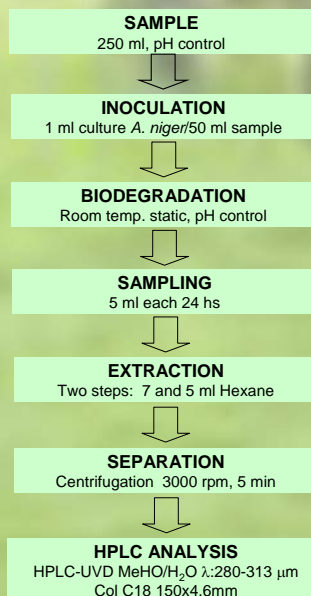 SAMPLE
250 ml, pH control
INOCULATION
1 ml culture A. niger/50 ml sample
BIODEGRADATION
Room temp. static, pH control
SAMPLING
5 ml each 24 hs
EXTRACTION
Two steps: 7 and 5 ml Hexane
SEPARATION
Centrifugation 3000 rpm, 5 min
HPLC ANALYSIS
HPLC-UVD MeHO/H₂O λ:280-313 μm
Col C18 150x4.6mm